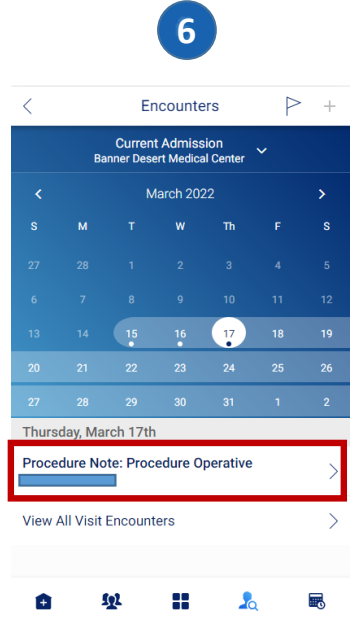 6
Encounters
Current Admission
Banner Desert Medical Center
March 2022
S M T W Th F S
27 28 1 2 3 4 5
6 7 8 9 10 11 12
13 14 15 16 17 18 19
20 21 22 23 24 25 26
27 28 29 30 31 1 2
Thursday, March 17th
Procedure Note: Procedure Operative
View All Visit Encounters